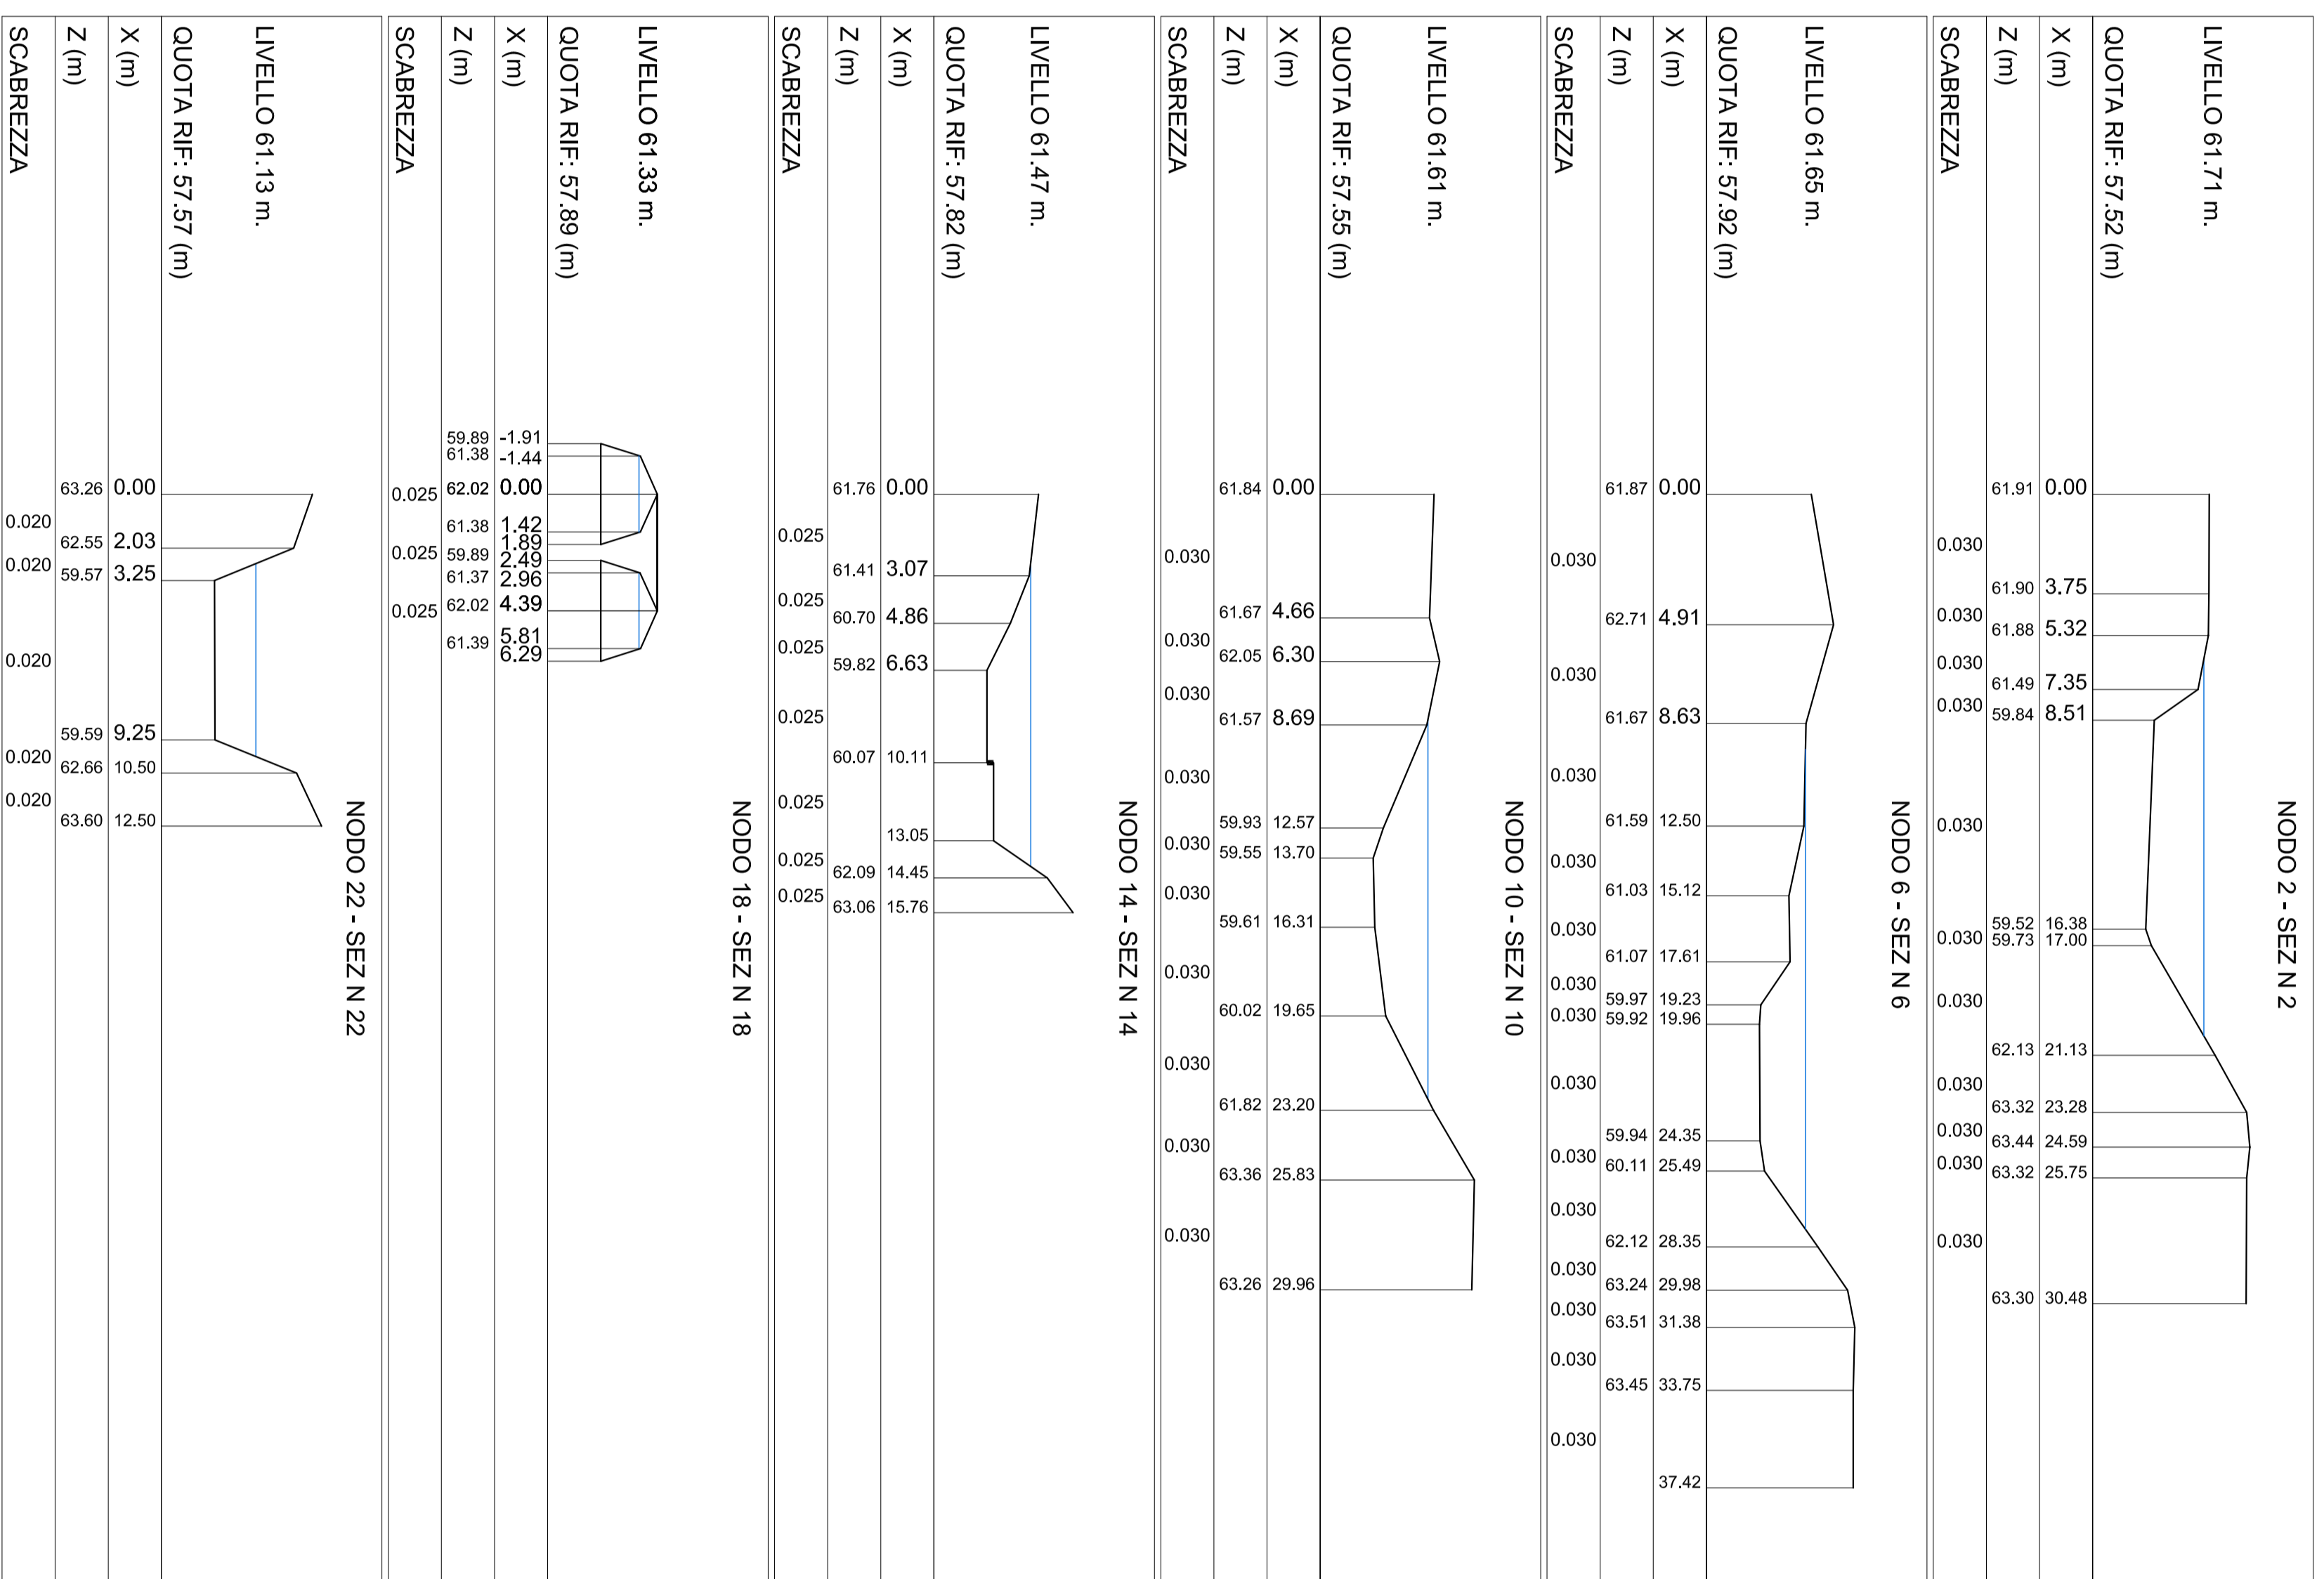 NODO 2 - SEZ N 2
LIVELLO 61.71 m.
QUOTA RIF: 57.52 (m)
X (m) 0.00 3.75 5.32 7.35 8.51 16.38 17.00 21.13 23.28 24.59 25.75 30.48
Z (m) 61.91 61.90 61.88 61.49 59.84 59.52 59.73 62.13 63.32 63.44 63.32 63.30
SCABREZZA 0.030 0.030 0.030 0.030 0.030 0.030 0.030 0.030 0.030 0.030 0.030
NODO 6 - SEZ N 6
LIVELLO 61.65 m.
QUOTA RIF: 57.92 (m)
X (m) 0.00 4.91 8.63 12.50 15.12 17.61 19.23 19.96 24.35 25.49 28.35 29.98 31.38 33.75 37.42
Z (m) 61.87 62.71 61.67 61.59 61.03 61.07 59.97 59.92 59.94 60.11 62.12 63.24 63.51 63.45
SCABREZZA 0.030 0.030 0.030 0.030 0.030 0.030 0.030 0.030 0.030 0.030 0.030 0.030 0.030 0.030
NODO 10 - SEZ N 10
LIVELLO 61.61 m.
QUOTA RIF: 57.55 (m)
X (m) 0.00 4.66 6.30 8.69 12.57 13.70 16.31 19.65 23.20 25.83 29.96
Z (m) 61.84 61.67 62.05 61.57 59.93 59.55 59.61 60.02 61.82 63.36 63.26
SCABREZZA 0.030 0.030 0.030 0.030 0.030 0.030 0.030 0.030 0.030 0.030
NODO 14 - SEZ N 14
LIVELLO 61.47 m.
QUOTA RIF: 57.82 (m)
X (m) 0.00 3.07 4.86 6.63 10.11 13.05 14.45 15.76
Z (m) 61.76 61.41 60.70 59.82 60.07 62.09 63.06
SCABREZZA 0.025 0.025 0.025 0.025 0.025 0.025 0.025
NODO 18 - SEZ N 18
LIVELLO 61.33 m.
QUOTA RIF: 57.89 (m)
X (m) -1.91 -1.44 0.00 1.42 1.89 2.49 2.96 4.39 5.81 6.29
Z (m) 59.89 61.38 62.02 61.38 59.89 61.37 62.02 61.39
SCABREZZA 0.025 0.025 0.025
NODO 22 - SEZ N 22
LIVELLO 61.13 m.
QUOTA RIF: 57.57 (m)
X (m) 0.00 2.03 3.25 9.25 10.50 12.50
Z (m) 63.26 62.55 59.57 59.59 62.66 63.60
SCABREZZA 0.020 0.020 0.020 0.020 0.020